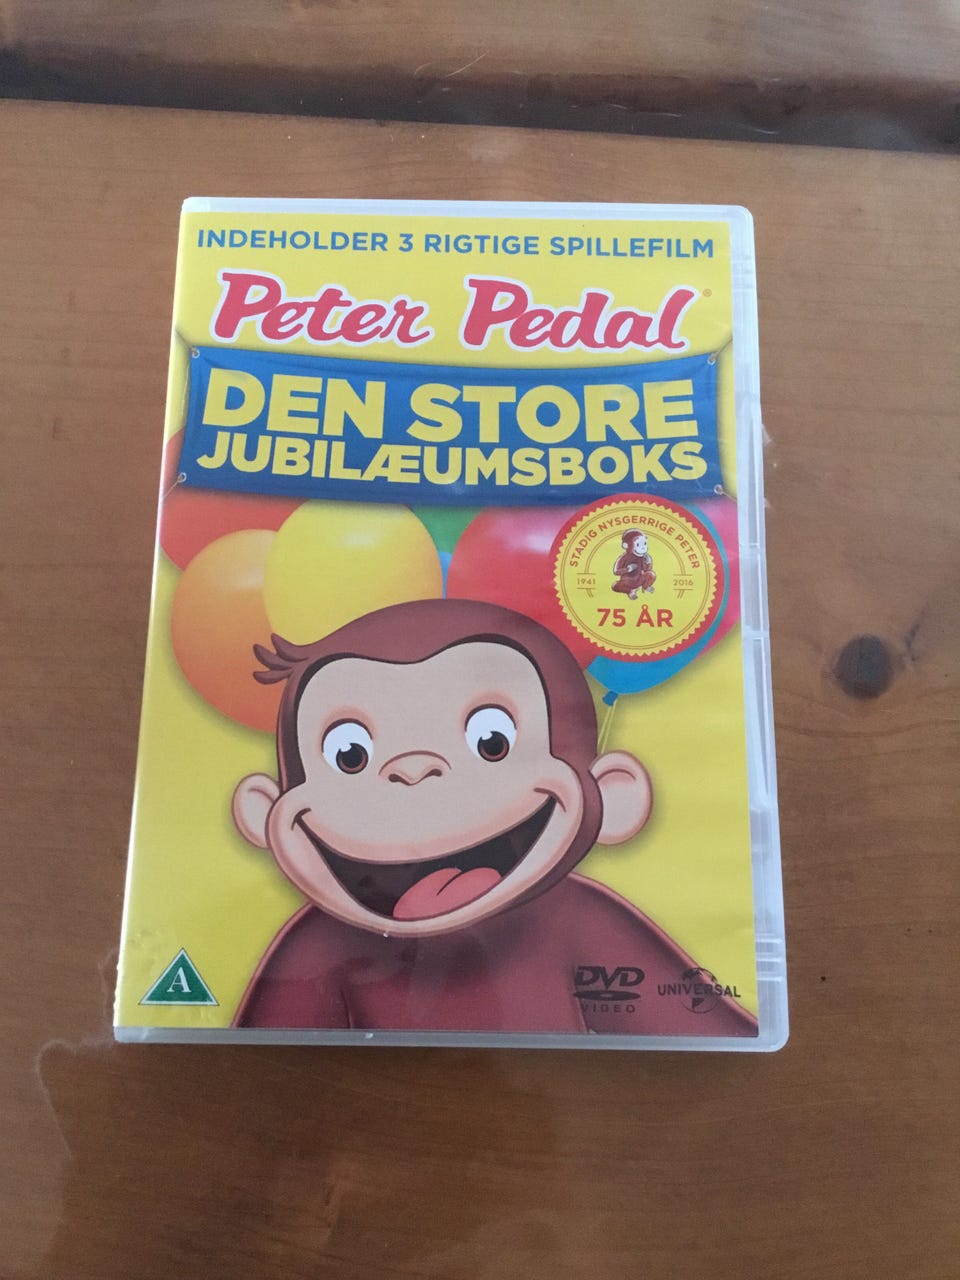 INDEHOLDER 3 RIGTIGE SPILLEFILM
Peter Pedal®
DEN STORE
JUBILÆUMSBOKS
STADIG NYSGERRIGE PETER
1941 2016
75 ÅR
A
DVD
VIDEO
UNIVERSAL